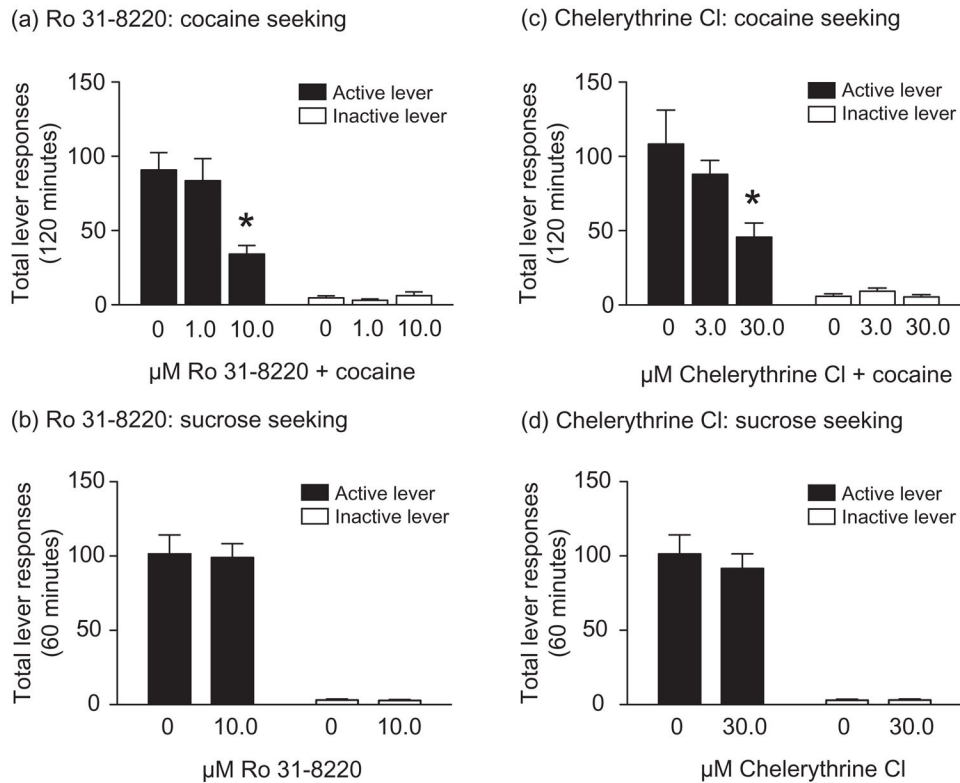 (a) Ro 31-8220: cocaine seeking
Total lever responses
(120 minutes)
150
100
50
0
Active lever
Inactive lever
*
0 1.0 10.0 0 1.0 10.0
µM Ro 31-8220 + cocaine
(c) Chelerythrine Cl: cocaine seeking
Total lever responses
(120 minutes)
150
100
50
0
Active lever
Inactive lever
*
0 3.0 30.0 0 3.0 30.0
µM Chelerythrine Cl + cocaine
(b) Ro 31-8220: sucrose seeking
Total lever responses
(60 minutes)
150
100
50
0
Active lever
Inactive lever
0 10.0 0 10.0
µM Ro 31-8220
(d) Chelerythrine Cl: sucrose seeking
Total lever responses
(60 minutes)
150
100
50
0
Active lever
Inactive lever
0 30.0 0 30.0
µM Chelerythrine Cl